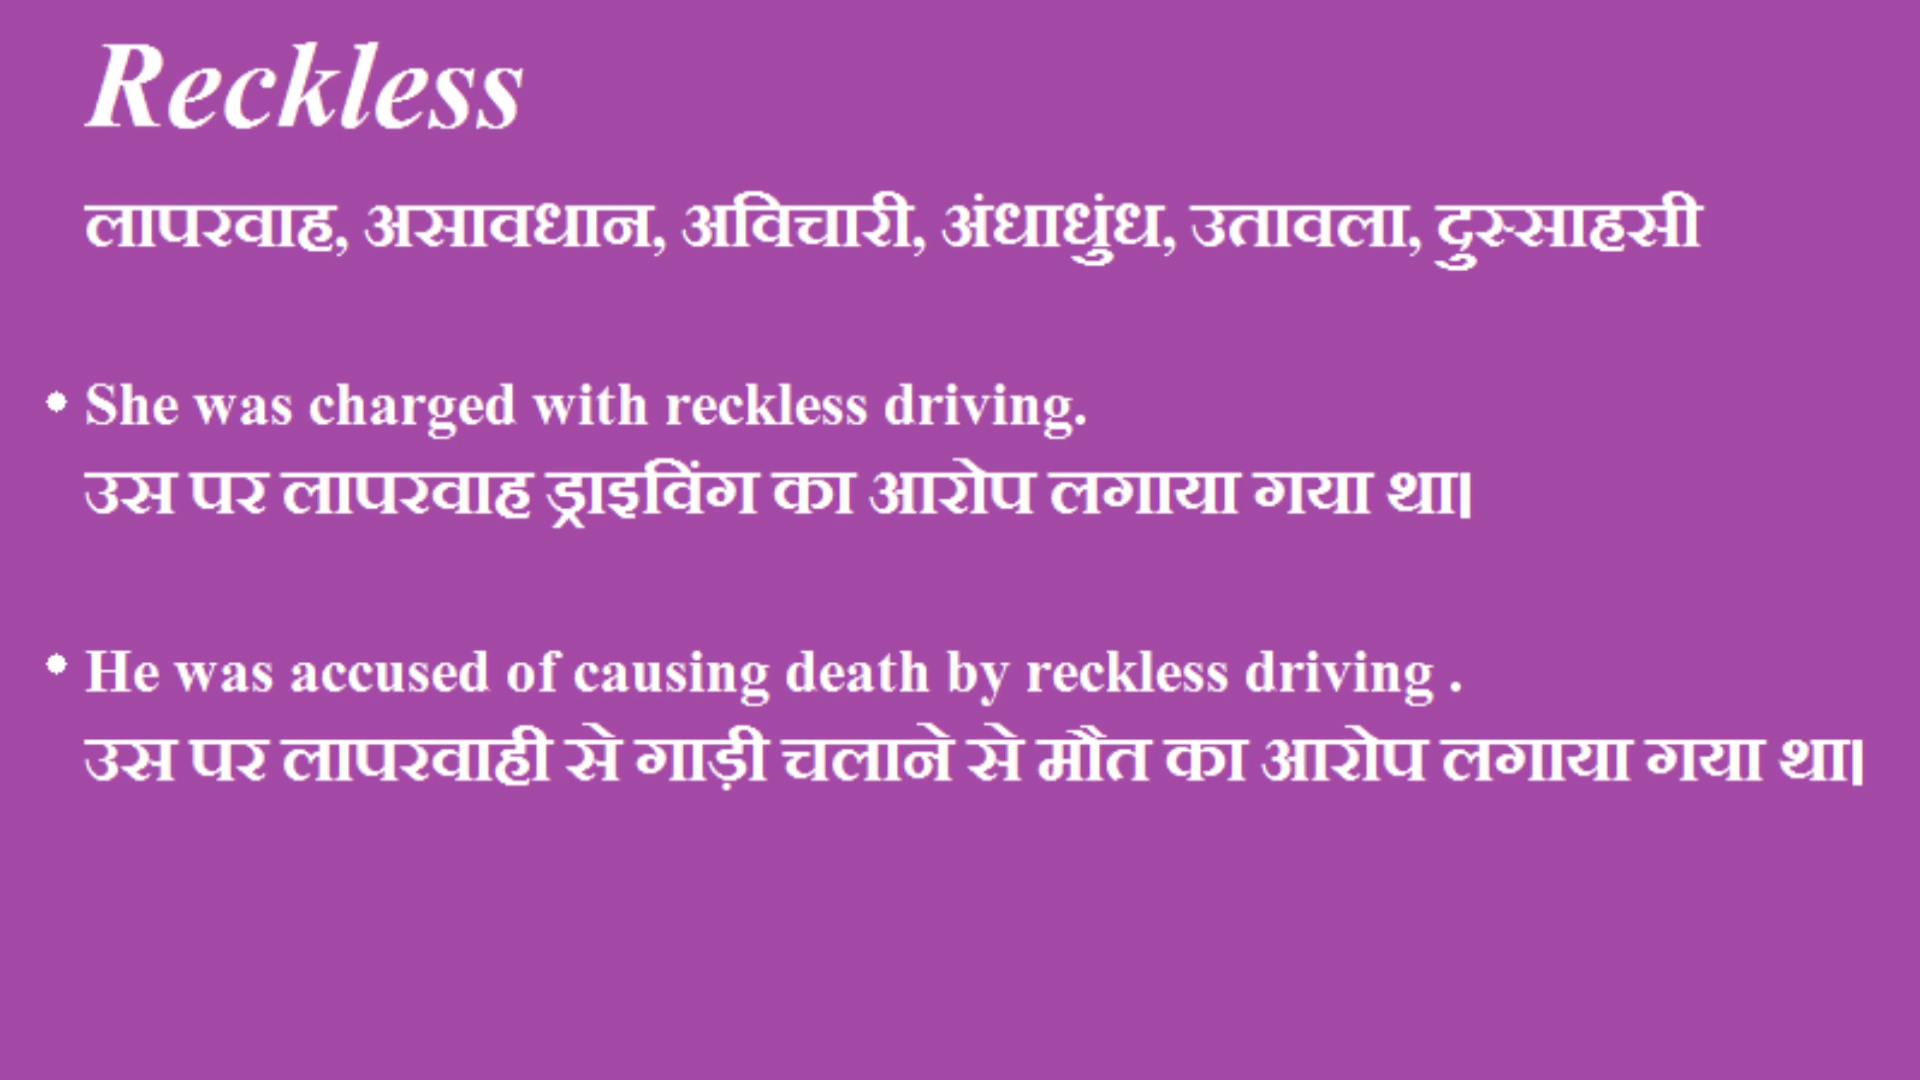 Reckless
लापरवाह, असावधान, अविचारी, अंधाधुंध, उतावला, दुस्साहसी
• She was charged with reckless driving.
उस पर लापरवाह ड्राइविंग का आरोप लगाया गया था।
• He was accused of causing death by reckless driving .
उस पर लापरवाही से गाड़ी चलाने से मौत का आरोप लगाया गया था।